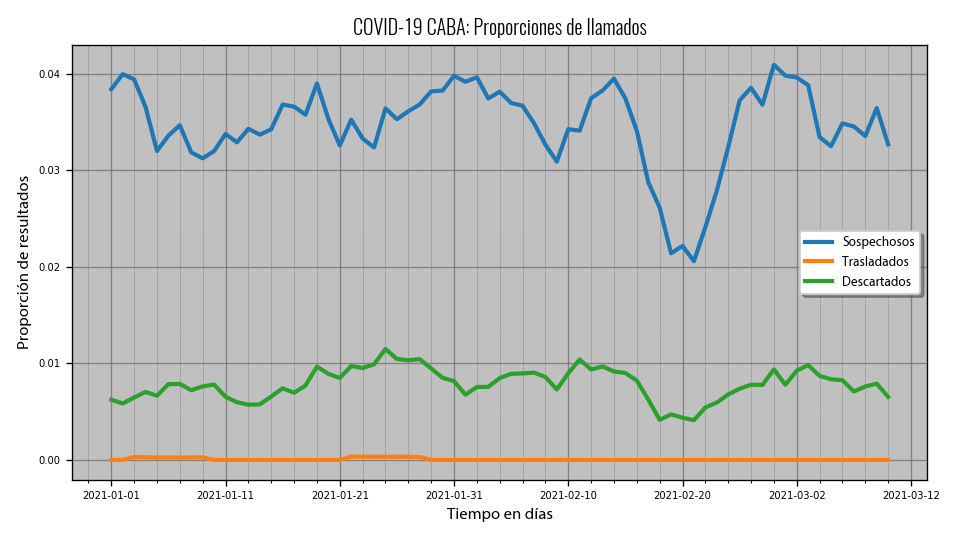 COVID-19 CABA: Proporciones de llamados
Proporción de resultados
0.04
0.03
0.02
0.01
0.00
Sospechosos
Trasladados
Descartados
2021-01-01
2021-01-11
2021-01-21
2021-01-31
2021-02-10
2021-02-20
2021-03-02
2021-03-12
Tiempo en días